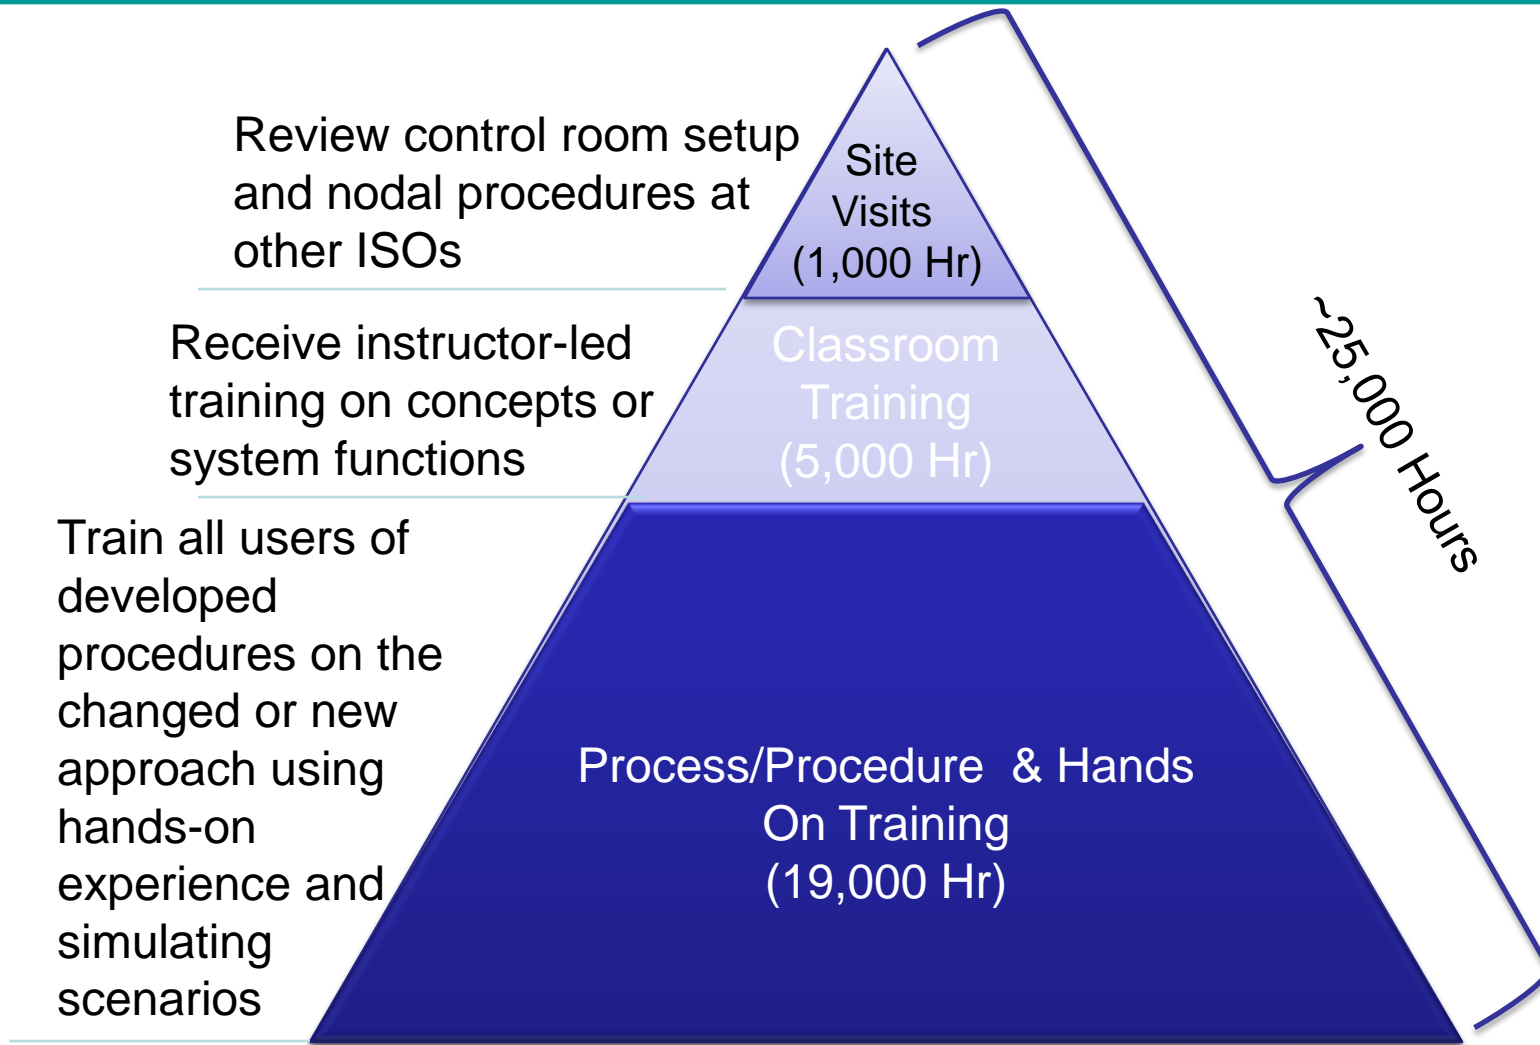 Review control room setup
and nodal procedures at
other ISOs
Site
Visits
(1,000 Hr)
Receive instructor-led
training on concepts or
system functions
Classroom
Training
(5,000 Hr)
Train all users of
developed
procedures on the
changed or new
approach using
hands-on
experience and
simulating
scenarios
Process/Procedure  & Hands
On Training
(19,000 Hr)
~25,000 Hours